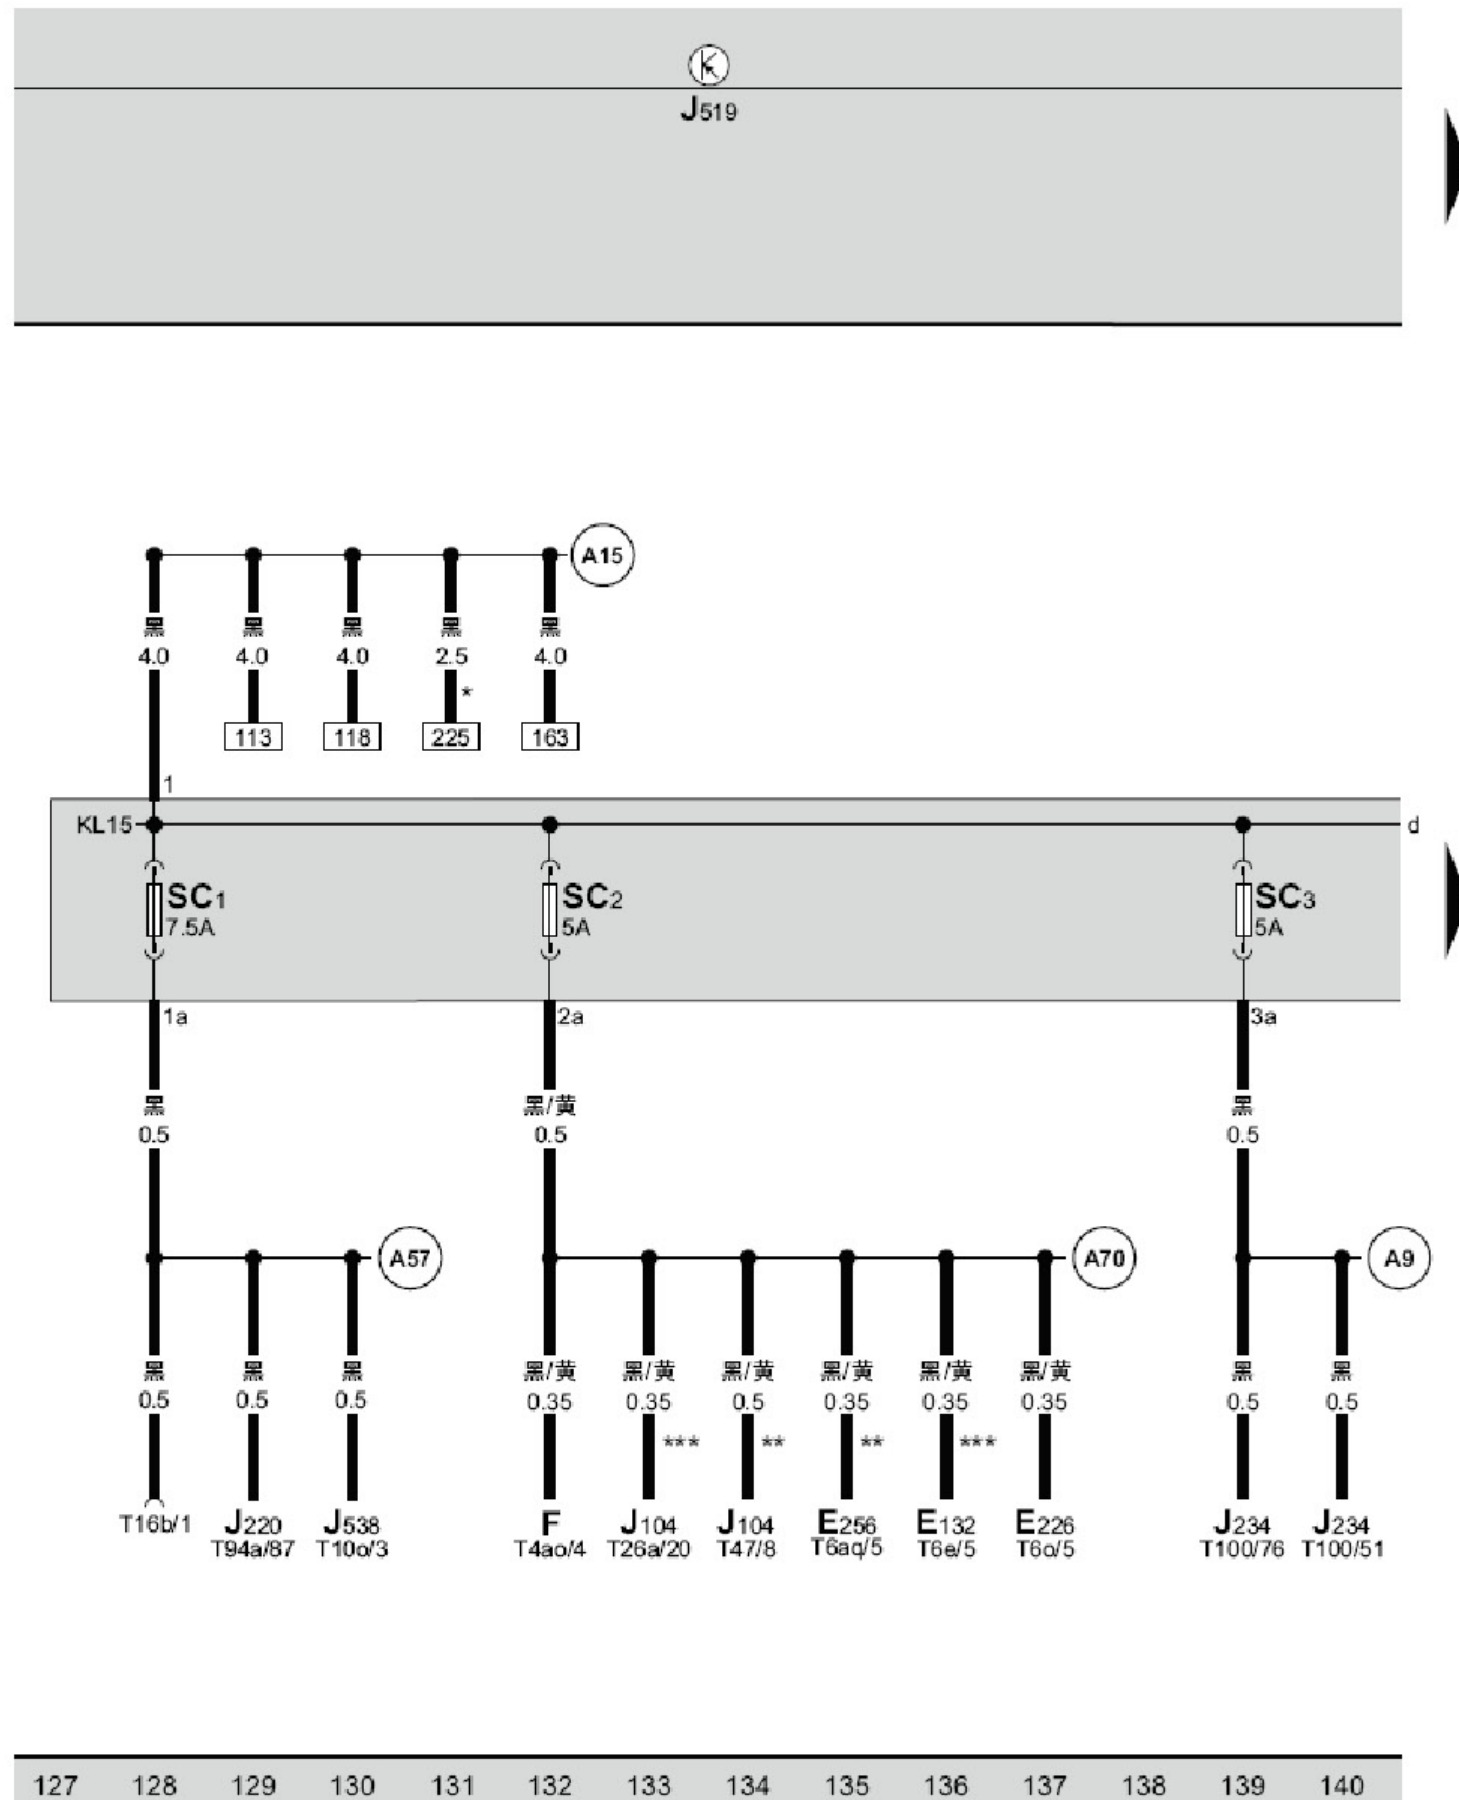 J519
A15
黑 黑 黑 黑 黑
4.0 4.0 4.0 2.5 4.0
*
113 118 225 163
1
KL15 d
SC1 SC2 SC3
7.5A 5A 5A
1a 2a 3a
黑 黑/黄 黑
0.5 0.5 0.5
A57 A70 A9
黑 黑 黑 黑/黄 黑/黄 黑/黄 黑/黄 黑/黄 黑/黄 黑 黑
0.5 0.5 0.5 0.35 0.35 0.5 0.35 0.35 0.35 0.5 0.5
*** ** ** ***
T16b/1 J220 J538 F J104 J104 E256 E132 E226 J234 J234
T94a/87 T10o/3 T4ao/4 T26a/20 T47/8 T6aq/5 T6e/5 T6o/5 T100/76 T100/51
127 128 129 130 131 132 133 134 135 136 137 138 139 140